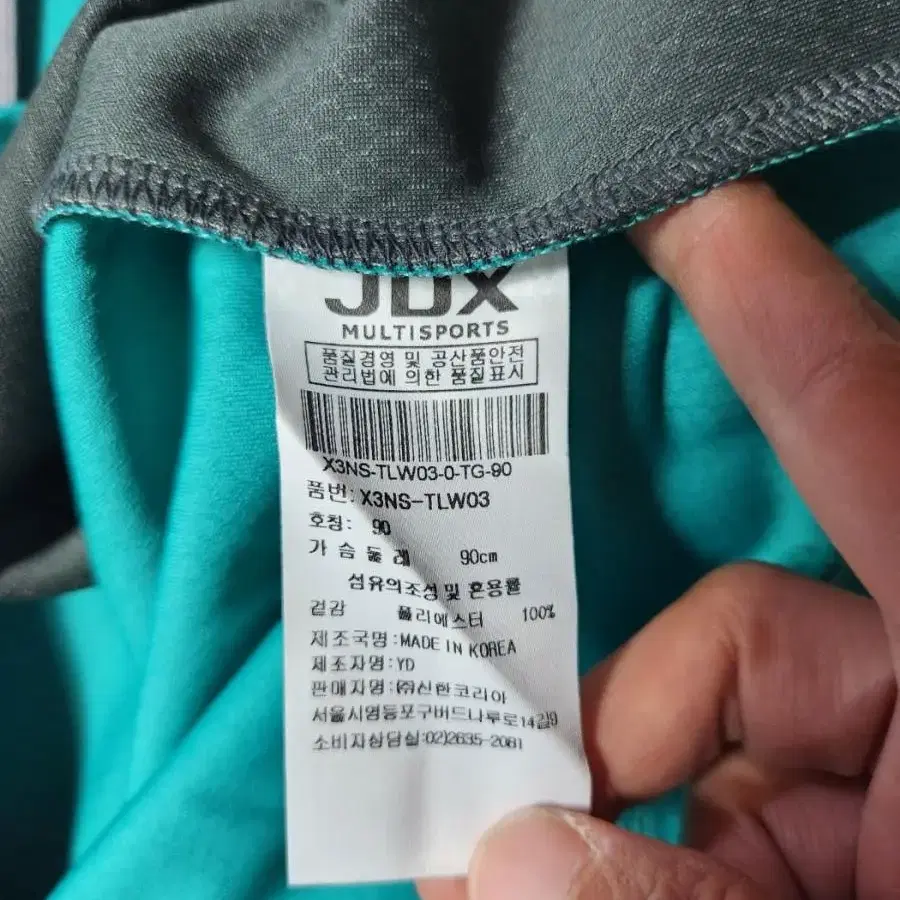 JDX
MULTISPORTS
품질경영 및 공산품안전
관리법에 의한 품질표시
X3NS-TLW03-0-TG-90
품번: X3NS-TLW03
호칭: 90
가 슴 둘 레 90cm
섬유의조성 및 혼용률
겉감 폴리에스터 100%
제조국명:MADE IN KOREA
제조자명:YD
판매자명:㈜신한코리아
서울시영등포구버드나루로14길9
소비자상담실:02)2635-2081